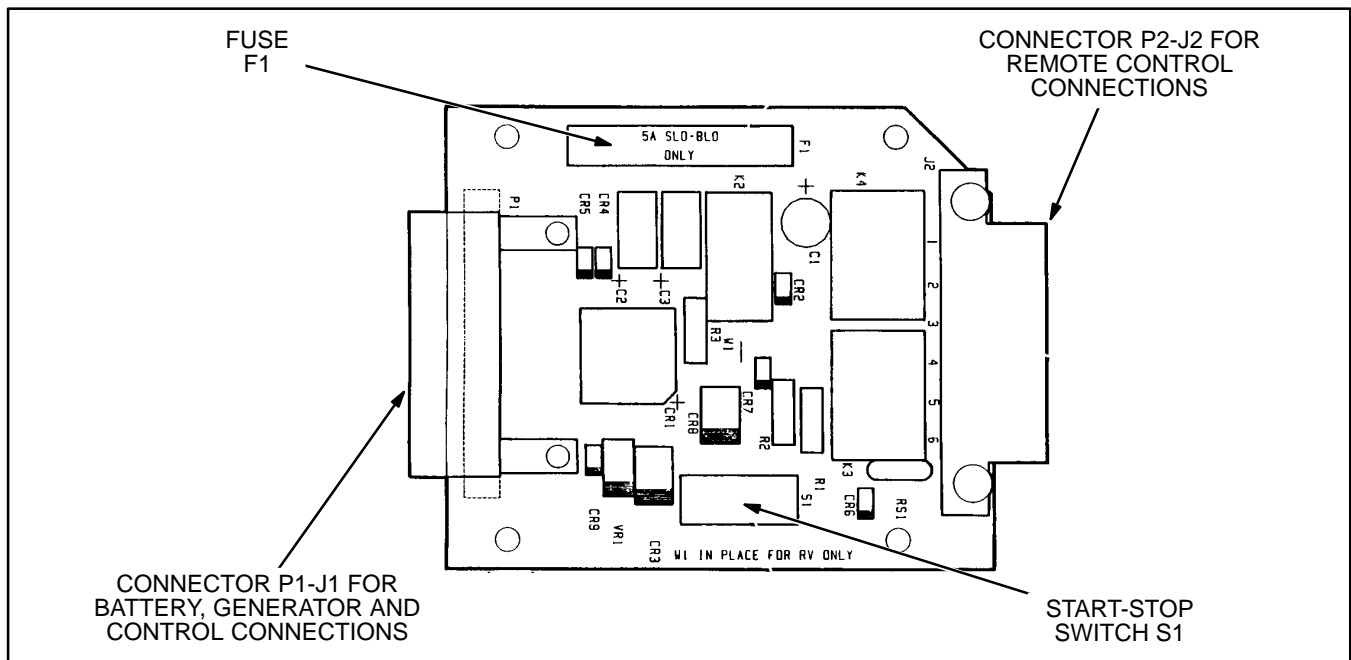 FUSE
F1
CONNECTOR P2-J2 FOR
REMOTE CONTROL
CONNECTIONS
5A SLO-BLO
ONLY
F1
J2
K2
K4
P1
CR5
CR4
C1
1
2
3
4
5
6
C2
C3
CR2
R3
W1
CR1
CR8
CR7
R2
R1
K3
S1
CR6
RS1
CR9
VR1
CR3
W1 IN PLACE FOR RV ONLY
CONNECTOR P1-J1 FOR
BATTERY, GENERATOR AND
CONTROL CONNECTIONS
START-STOP
SWITCH S1